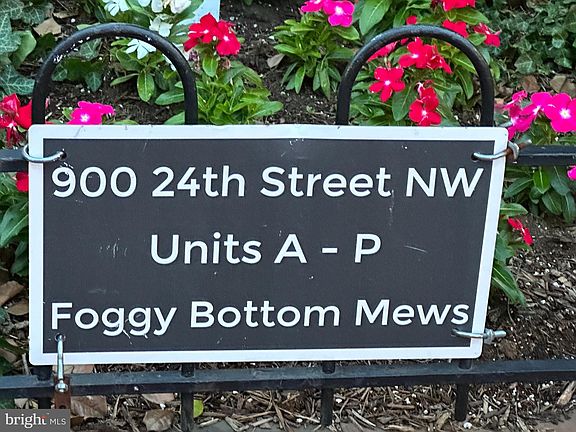 900 24th Street NW
Units A - P
Foggy Bottom Mews
bright MLS